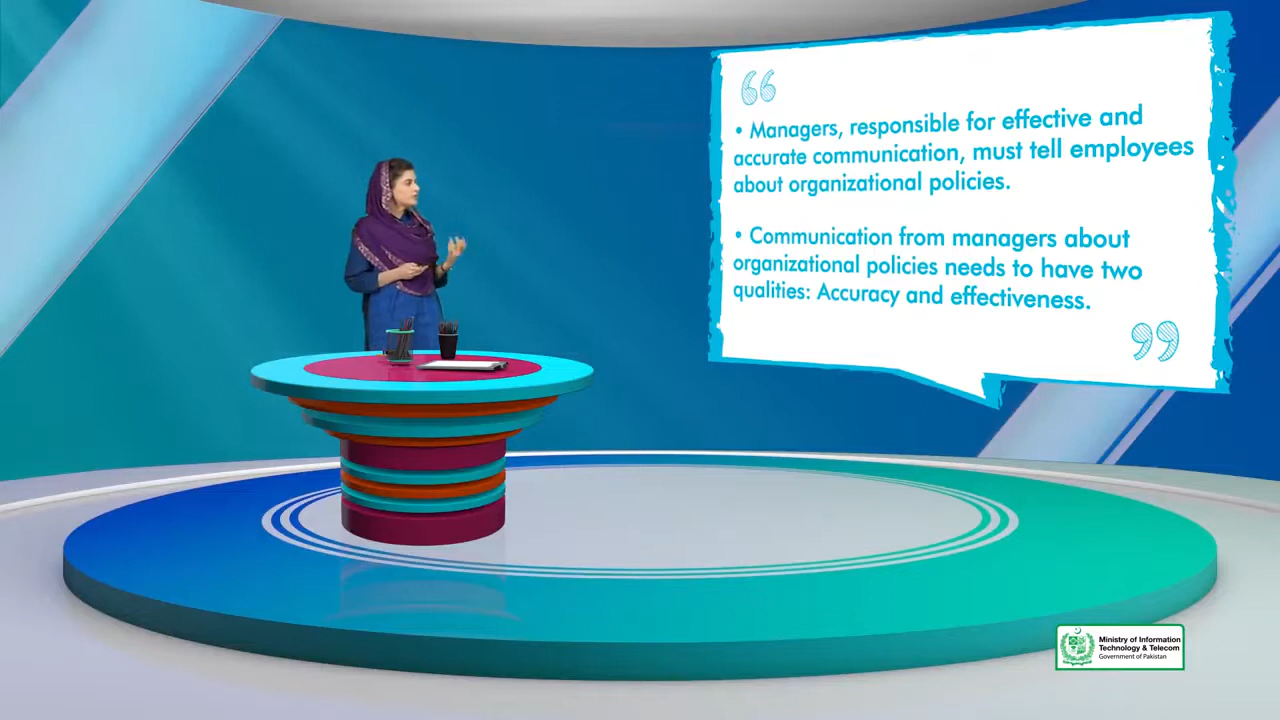 “
• Managers, responsible for effective and
accurate communication, must tell employees
about organizational policies.
• Communication from managers about
organizational policies needs to have two
qualities: Accuracy and effectiveness.
”
Ministry of Information
Technology & Telecom
Government of Pakistan